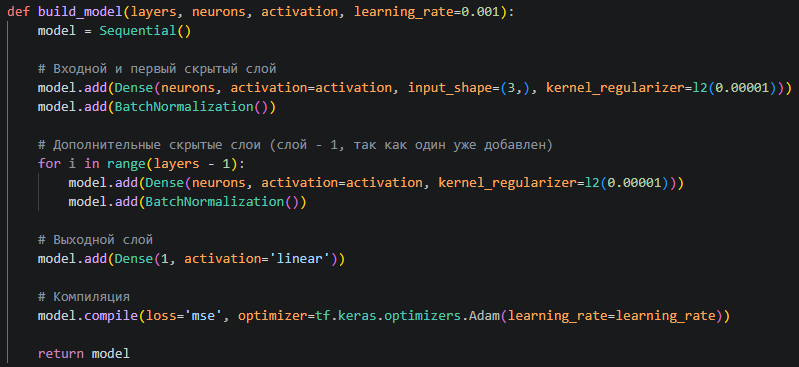 def build_model(layers, neurons, activation, learning_rate=0.001):
    model = Sequential()
    # Входной и первый скрытый слой
    model.add(Dense(neurons, activation=activation, input_shape=(3,), kernel_regularizer=l2(0.00001)))
    model.add(BatchNormalization())
    # Дополнительные скрытые слои (слой - 1, так как один уже добавлен)
    for i in range(layers - 1):
        model.add(Dense(neurons, activation=activation, kernel_regularizer=l2(0.00001)))
        model.add(BatchNormalization())
    # Выходной слой
    model.add(Dense(1, activation='linear'))
    # Компиляция
    model.compile(loss='mse', optimizer=tf.keras.optimizers.Adam(learning_rate=learning_rate))
    return model